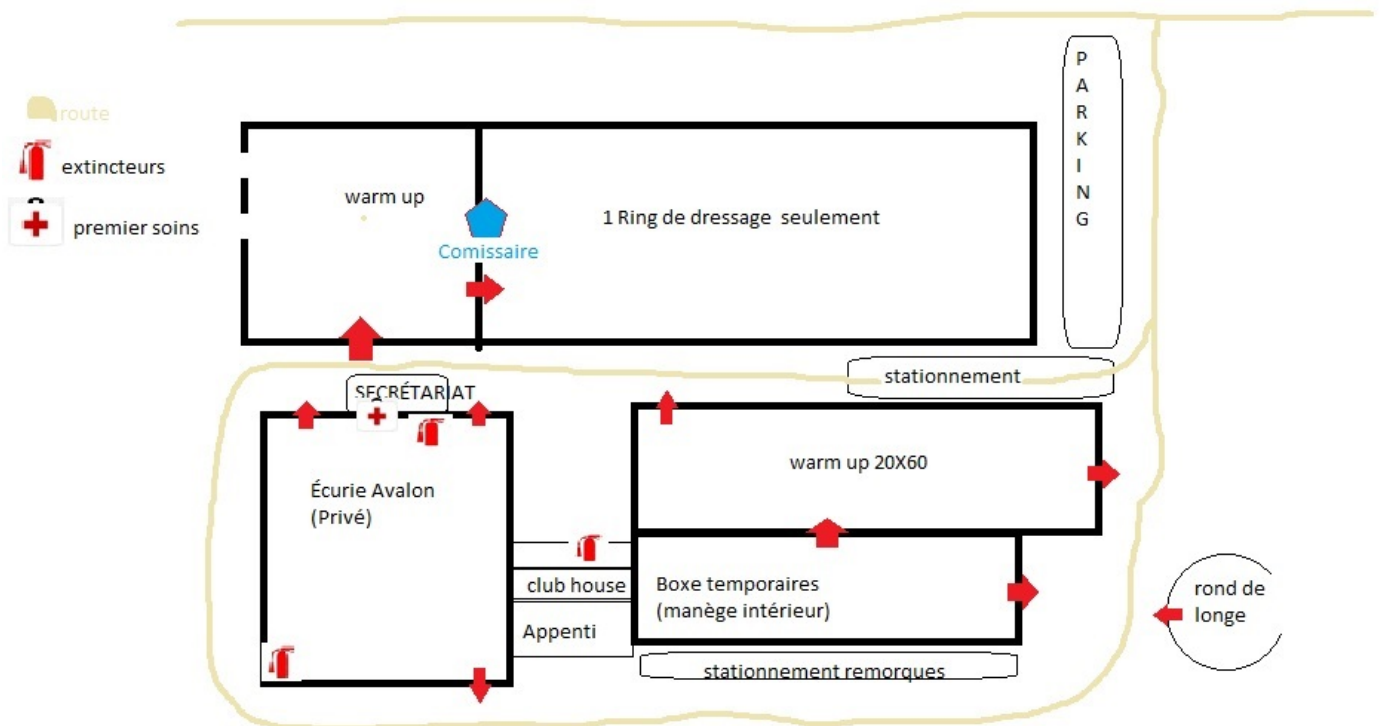 P
A
R
K
I
N
G
route
extincteurs
premier soins
warm up
1 Ring de dressage seulement
Comissaire
stationnement
SECRÉTARIAT
Écurie Avalon
(Privé)
warm up 20X60
club house
Appenti
Boxe temporaires
(manège intérieur)
rond de
longe
stationnement remorques